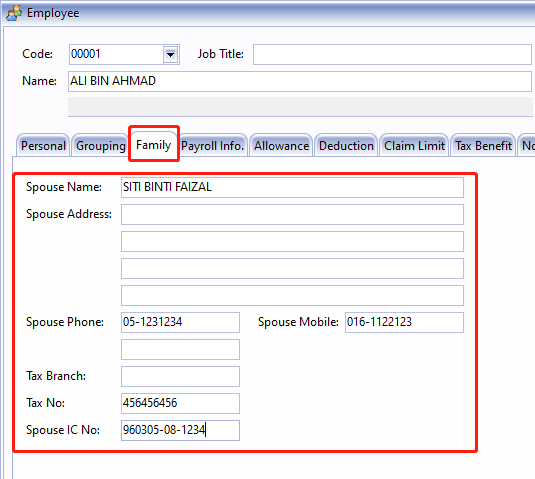 Employee
Code: 00001 Job Title:
Name: ALI BIN AHMAD
Personal Grouping Family Payroll Info. Allowance Deduction Claim Limit Tax Benefit No
Spouse Name: SITI BINTI FAIZAL
Spouse Address:
Spouse Phone: 05-1231234 Spouse Mobile: 016-1122123
Tax Branch:
Tax No: 456456456
Spouse IC No: 960305-08-1234